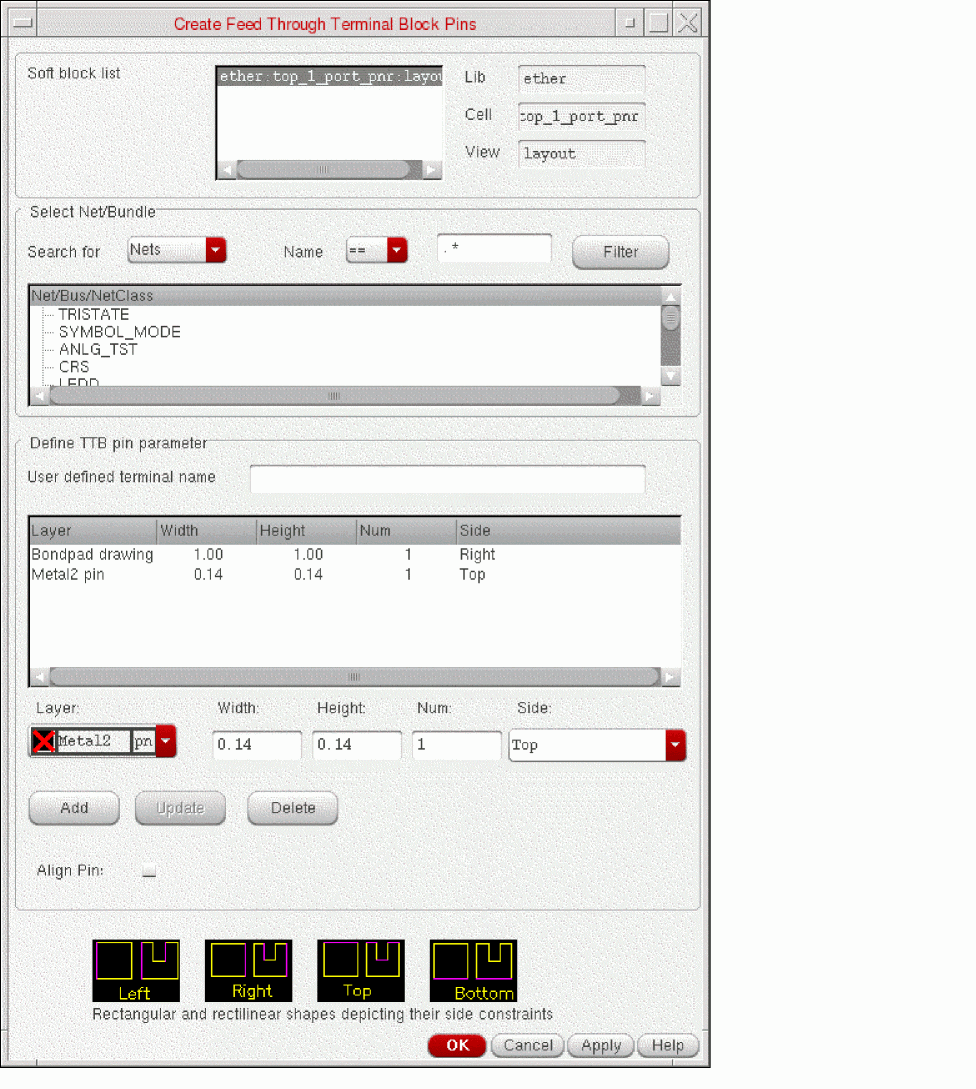 Create Feed Through Terminal Block Pins
Soft block list
ether:top_1_port_pnr:layou
Lib
ether
Cell
top_1_port_pnr
View
layout
Select Net/Bundle
Search for
Nets
Name
==
.*
Filter
Net/Bus/NetClass
TRISTATE
SYMBOL_MODE
ANLG_TST
CRS
LEDD
Define TTB pin parameter
User defined terminal name
Layer Width Height Num Side
Bondpad drawing 1.00 1.00 1 Right
Metal2 pin 0.14 0.14 1 Top
Layer: Width: Height: Num: Side:
Metal2 pn 0.14 0.14 1 Top
Add Update Delete
Align Pin:
Left Right Top Bottom
Rectangular and rectilinear shapes depicting their side constraints
OK Cancel Apply Help